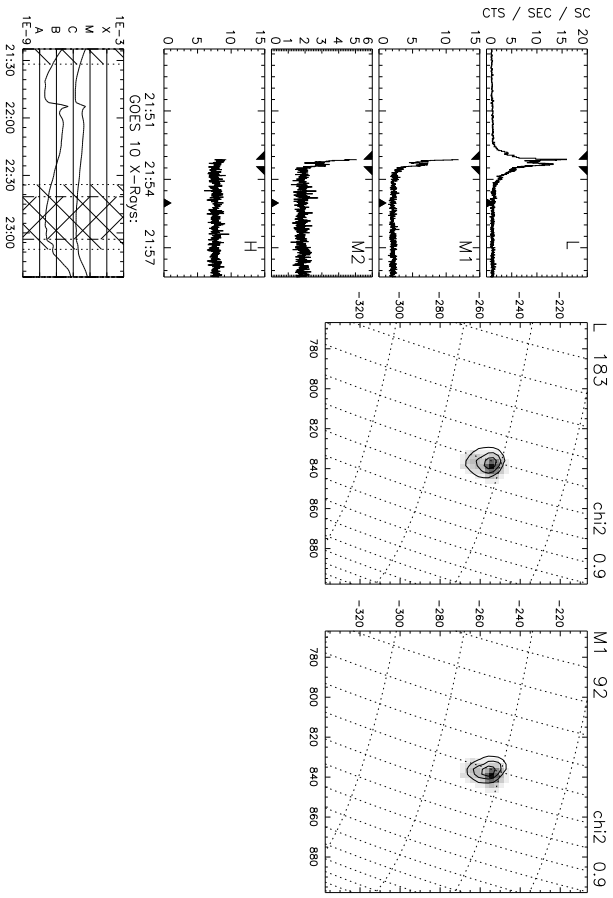 CTS / SEC / SC
L
20
15
10
5
0
M1
15
10
5
0
M2
6
5
4
3
2
1
0
H
15
10
5
0
21:51 21:54 21:57
GOES 10 X-Rays:
1E-3
X
M
C
B
A
1E-9
21:30 22:00 22:30 23:00
L 183 chi2 0.9
-220
-240
-260
-280
-300
-320
780 800 820 840 860 880
M1 92 chi2 0.9
-220
-240
-260
-280
-300
-320
780 800 820 840 860 880